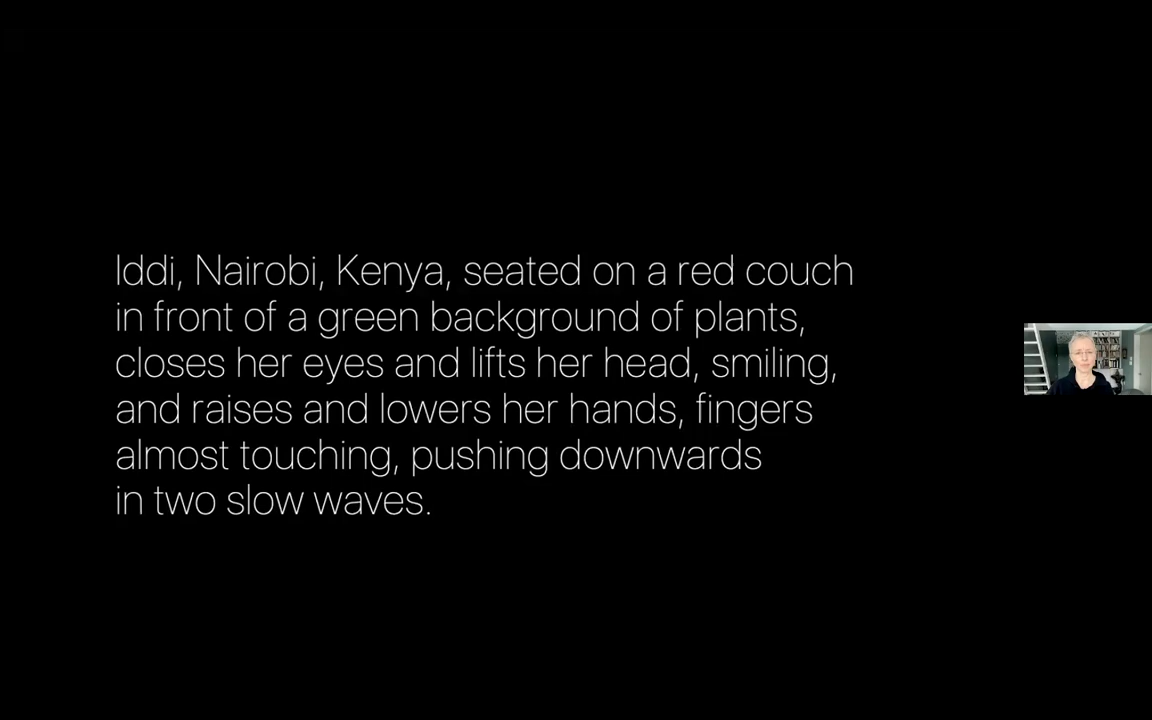 Iddi, Nairobi, Kenya, seated on a red couch
in front of a green background of plants,
closes her eyes and lifts her head, smiling,
and raises and lowers her hands, fingers
almost touching, pushing downwards
in two slow waves.